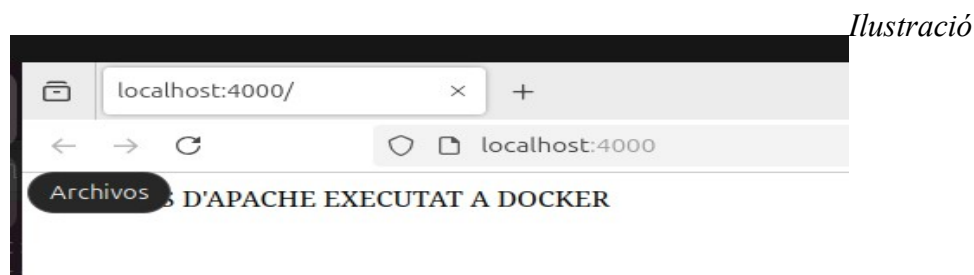 Ilustració
localhost:4000/
localhost:4000
Archivos D'APACHE EXECUTAT A DOCKER